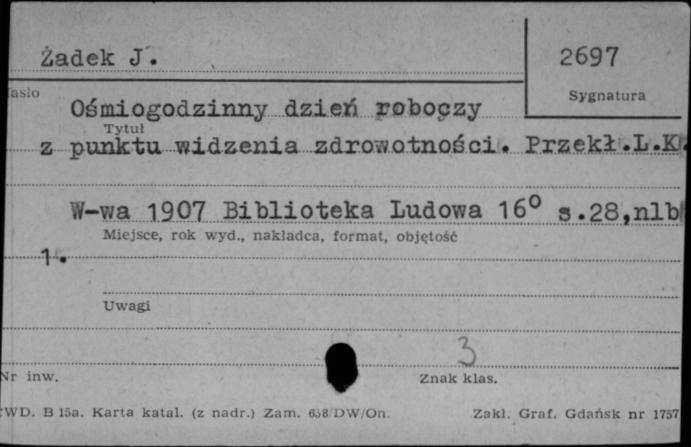 Żadek J.
2697
asło
Sygnatura
Ośmiogodzinny dzień roboczy
Tytuł
z punktu widzenia zdrowotności. Przekł.L.K.
W-wa 1907 Biblioteka Ludowa 16° s.28,nlb
Miejsce, rok wyd., nakładca, format, objętość
1.
Uwagi
3
Nr inw.
Znak klas.
WD. B 15a. Karta katal. (z nadr.) Zam. 658/DW/On.
Zakł. Graf. Gdańsk nr 1757